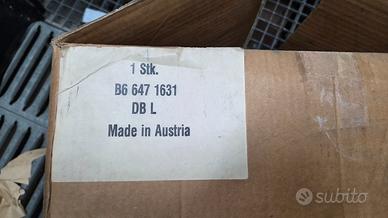 1 Stk.
B6 647 1631
DB L
Made in Austria
subito